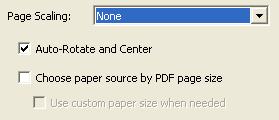 Page Scaling: None
Auto-Rotate and Center
Choose paper source by PDF page size
Use custom paper size when needed